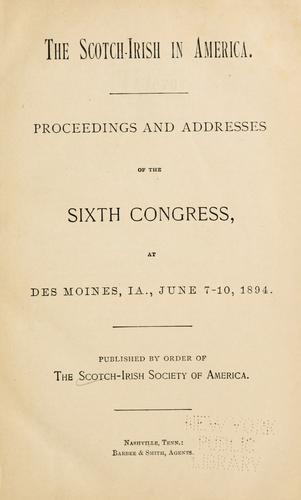 THE SCOTCH-IRISH IN AMERICA.
PROCEEDINGS AND ADDRESSES
OF THE
SIXTH CONGRESS,
AT
DES MOINES, IA., JUNE 7-10, 1894.
PUBLISHED BY ORDER OF
THE SCOTCH-IRISH SOCIETY OF AMERICA.
NASHVILLE, TENN.:
BARBEE & SMITH, AGENTS.